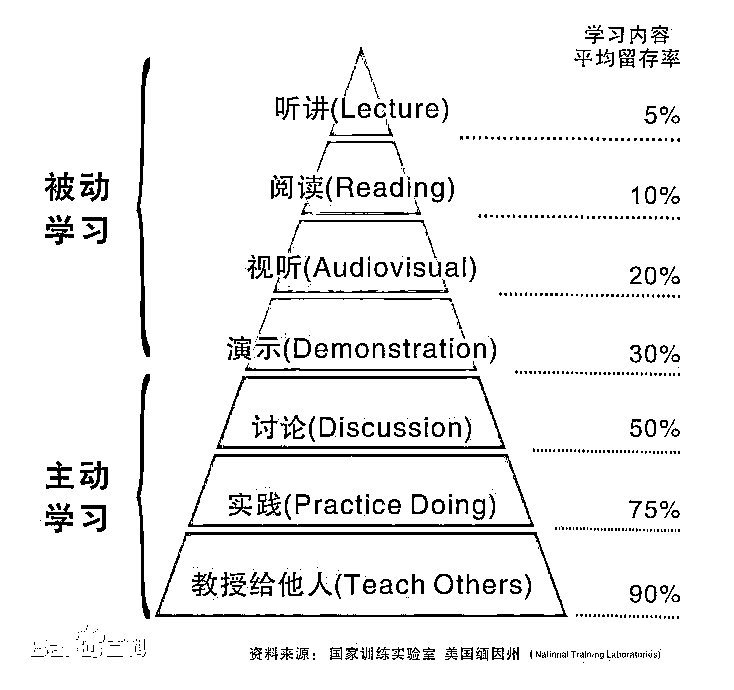 学习内容
平均留存率
听讲(Lecture)
5%
阅读(Reading)
10%
被动
学习
视听(Audiovisual)
20%
演示(Demonstration)
30%
讨论(Discussion)
50%
主动
学习
实践(Practice Doing)
75%
教授给他人(Teach Others)
90%
资料来源： 国家训练实验室 美国缅因州 (National Training Laboratories)